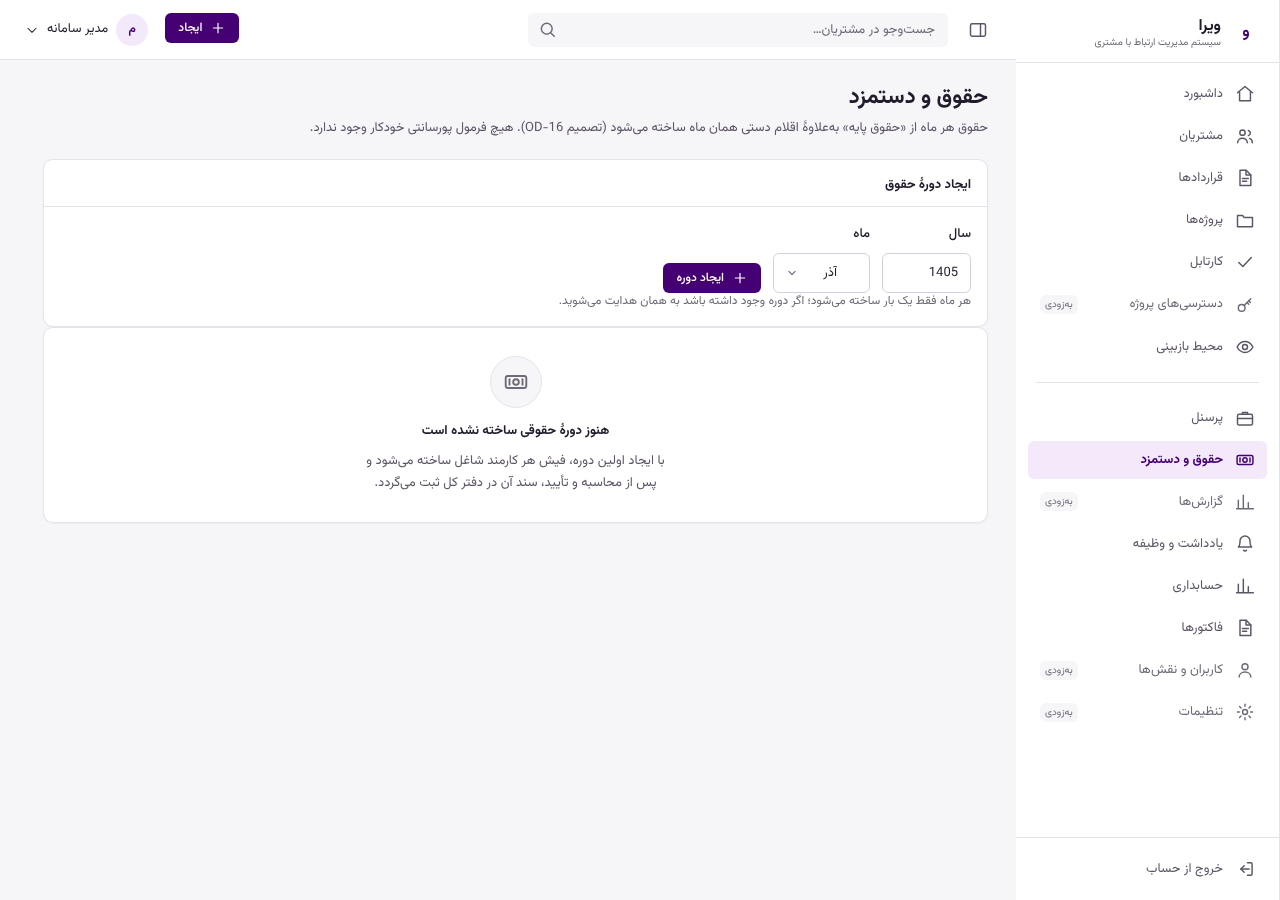 و
ویرا
سیستم مدیریت ارتباط با مشتری
داشبورد
مشتریان
قراردادها
پروژه‌ها
کارتابل
دسترسی‌های پروژه
به‌زودی
محیط بازبینی
پرسنل
حقوق و دستمزد
گزارش‌ها
به‌زودی
یادداشت و وظیفه
حسابداری
فاکتورها
کاربران و نقش‌ها
به‌زودی
تنظیمات
به‌زودی
خروج از حساب
جست‌وجو در مشتریان…
ایجاد
م
مدیر سامانه
حقوق و دستمزد
حقوق هر ماه از «حقوق پایه» به‌علاوهٔ اقلام دستی همان ماه ساخته می‌شود (تصمیم OD-16). هیچ فرمول پورسانتی خودکار وجود ندارد.
ایجاد دورهٔ حقوق
سال
ماه
1405
آذر
ایجاد دوره
هر ماه فقط یک بار ساخته می‌شود؛ اگر دوره وجود داشته باشد به همان هدایت می‌شوید.
هنوز دورهٔ حقوقی ساخته نشده است
با ایجاد اولین دوره، فیش هر کارمند شاغل ساخته می‌شود و
پس از محاسبه و تأیید، سند آن در دفتر کل ثبت می‌گردد.